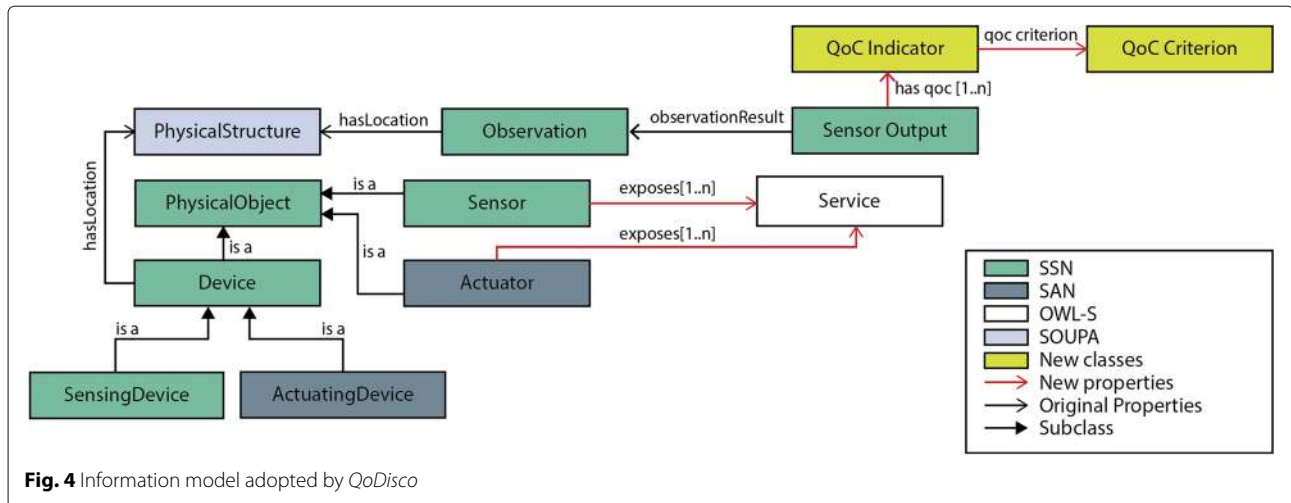 QoC Indicator
qoc criterion
QoC Criterion
has qoc [1..n]
PhysicalStructure
hasLocation
Observation
observationResult
Sensor Output
hasLocation
PhysicalObject
is a
Sensor
exposes[1..n]
Service
is a
is a
exposes[1..n]
Device
Actuator
is a
is a
SensingDevice
ActuatingDevice
SSN
SAN
OWL-S
SOUPA
New classes
New properties
Original Properties
Subclass
Fig. 4 Information model adopted by QoDisco